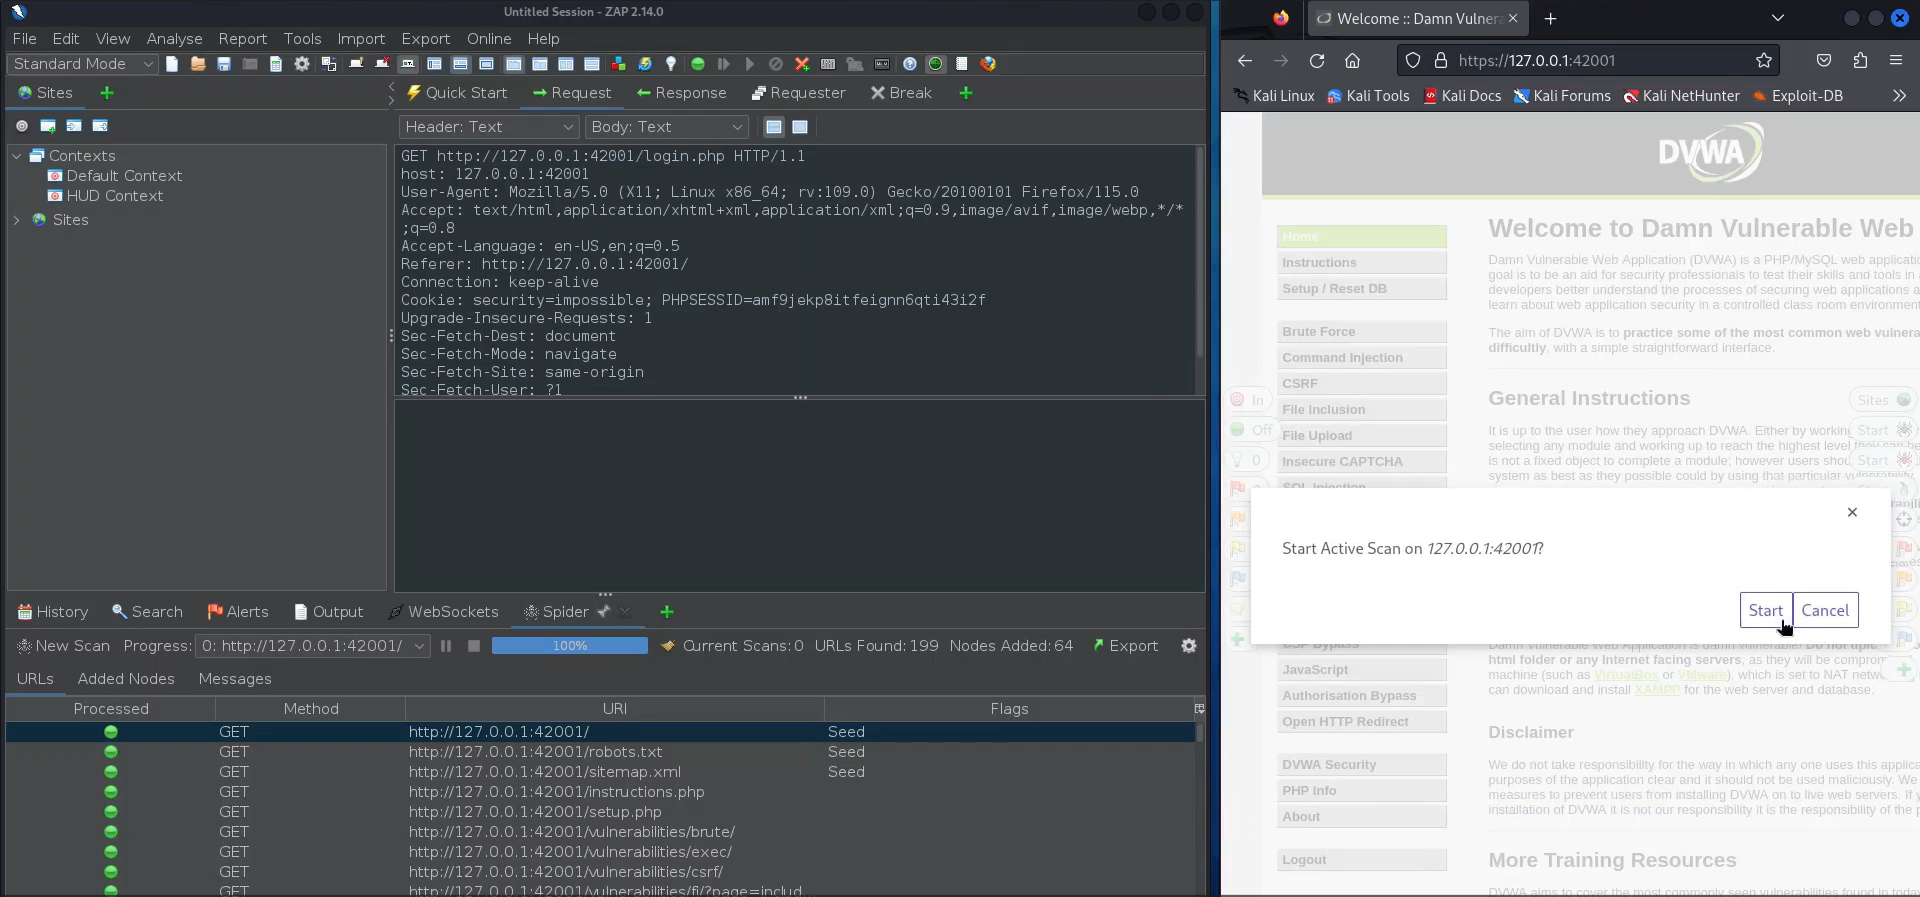 Untitled Session - ZAP 2.14.0
File Edit View Analyse Report Tools Import Export Online Help
Standard Mode
Sites
Quick Start Request Response Requester Break
Header: Text Body: Text
Contexts
Default Context
HUD Context
Sites
GET http://127.0.0.1:42001/login.php HTTP/1.1
host: 127.0.0.1:42001
User-Agent: Mozilla/5.0 (X11; Linux x86_64; rv:109.0) Gecko/20100101 Firefox/115.0
Accept: text/html,application/xhtml+xml,application/xml;q=0.9,image/avif,image/webp,*/*
;q=0.8
Accept-Language: en-US,en;q=0.5
Referer: http://127.0.0.1:42001/
Connection: keep-alive
Cookie: security=impossible; PHPSESSID=amf9jekp8itfeignn6qti43i2f
Upgrade-Insecure-Requests: 1
Sec-Fetch-Dest: document
Sec-Fetch-Mode: navigate
Sec-Fetch-Site: same-origin
Sec-Fetch-User: ?1
History Search Alerts Output WebSockets Spider
New Scan Progress: 0: http://127.0.0.1:42001/ 100% Current Scans:0 URLs Found:199 Nodes Added:64 Export
URLs Added Nodes Messages
Processed Method URI Flags
GET http://127.0.0.1:42001/ Seed
GET http://127.0.0.1:42001/robots.txt Seed
GET http://127.0.0.1:42001/sitemap.xml Seed
GET http://127.0.0.1:42001/instructions.php
GET http://127.0.0.1:42001/setup.php
GET http://127.0.0.1:42001/vulnerabilities/brute/
GET http://127.0.0.1:42001/vulnerabilities/exec/
GET http://127.0.0.1:42001/vulnerabilities/csrf/
GET http://127.0.0.1:42001/vulnerabilities/fi/?page=includ...
Welcome :: Damn Vulnera
https://127.0.0.1:42001
Kali Linux Kali Tools Kali Docs Kali Forums Kali NetHunter Exploit-DB
DVWA
Home
Instructions
Setup / Reset DB
Brute Force
Command Injection
CSRF
File Inclusion
File Upload
Insecure CAPTCHA
SQL Injection
CSP Bypass
JavaScript
Authorisation Bypass
Open HTTP Redirect
DVWA Security
PHP Info
About
Logout
In
Off
0
Welcome to Damn Vulnerable Web
Damn Vulnerable Web Application (DVWA) is a PHP/MySQL web applicatio
goal is to be an aid for security professionals to test their skills and tools in
developers better understand the processes of securing web applications a
learn about web application security in a controlled class room environment
The aim of DVWA is to practice some of the most common web vulnera
difficultly, with a simple straightforward interface.
General Instructions
It is up to the user how they approach DVWA. Either by working
selecting any module and working up to reach the highest level they can be
is not a fixed object to complete a module; however users shou
system as best as they possible could by using that particular vulnerability.
Sites
Start
Start
Start Active Scan on 127.0.0.1:42001?
Start Cancel
Damn Vulnerable Web Application is damn vulnerable! Do not uplo
html folder or any Internet facing servers, as they will be comprom
machine (such as VirtualBox or VMware), which is set to NAT netw
can download and install XAMPP for the web server and database.
Disclaimer
We do not take responsibility for the way in which any one uses this applica
purposes of the application clear and it should not be used maliciously. We
measures to prevent users from installing DVWA on to live web servers. If y
installation of DVWA it is not our responsibility it is the responsibility of the p
More Training Resources
DVWA aims to cover the most commonly seen vulnerabilities found in today